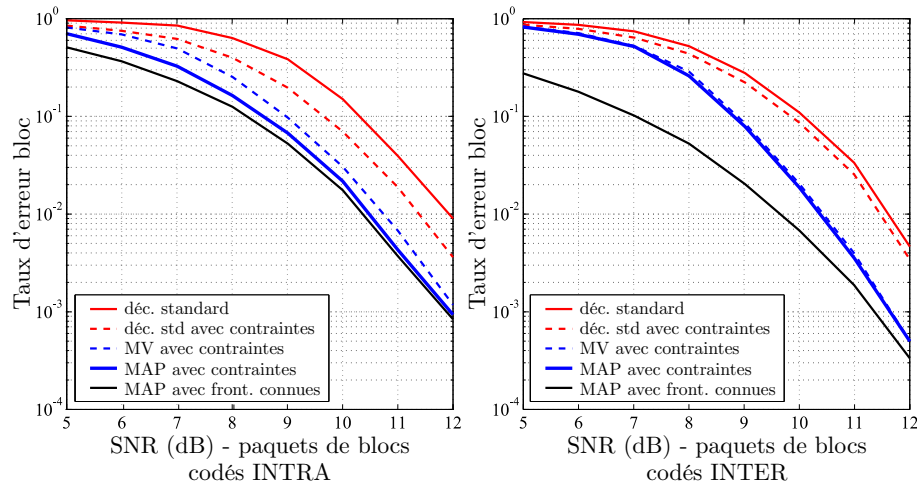 Taux d'erreur bloc
10^0
10^-1
10^-2
10^-3
10^-4
déc. standard
déc. std avec contraintes
MV avec contraintes
MAP avec contraintes
MAP avec front. connues
5 6 7 8 9 10 11 12
SNR (dB) - paquets de blocs
codés INTRA
Taux d'erreur bloc
10^0
10^-1
10^-2
10^-3
10^-4
déc. standard
déc. std avec contraintes
MV avec contraintes
MAP avec contraintes
MAP avec front. connues
5 6 7 8 9 10 11 12
SNR (dB) - paquets de blocs
codés INTER